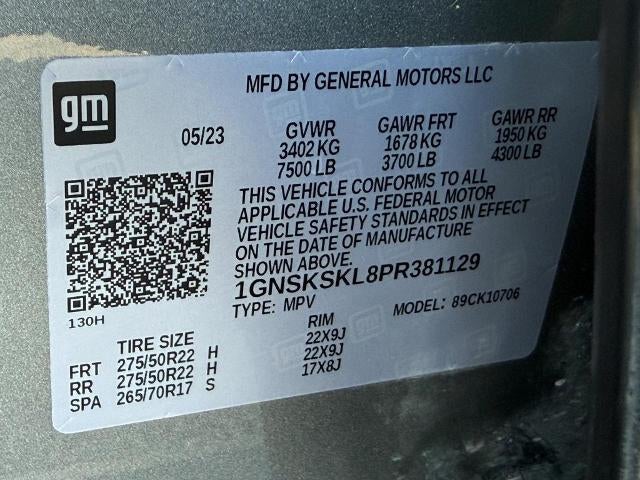 gm
MFD BY GENERAL MOTORS LLC
05/23 GVWR GAWR FRT GAWR RR
3402 KG 1678 KG 1950 KG
7500 LB 3700 LB 4300 LB
THIS VEHICLE CONFORMS TO ALL
APPLICABLE U.S. FEDERAL MOTOR
VEHICLE SAFETY STANDARDS IN EFFECT
ON THE DATE OF MANUFACTURE
SHOWN ABOVE.
1GNSKSKL8PR381129
TYPE: MPV MODEL: 89CK10706
130H
TIRE SIZE RIM
FRT 275/50R22 H 22X9J
RR 275/50R22 H 22X9J
SPA 265/70R17 S 17X8J